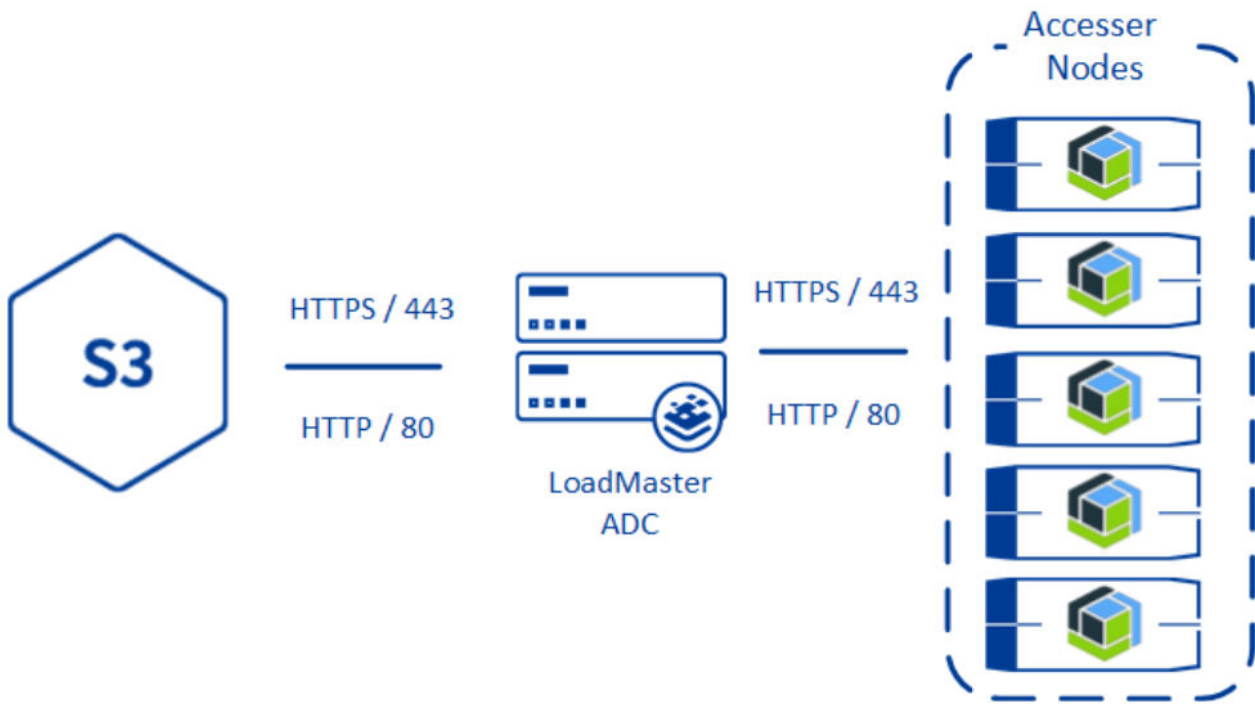 S3
HTTPS / 443
HTTP / 80
LoadMaster
ADC
HTTPS / 443
HTTP / 80
Accesser
Nodes